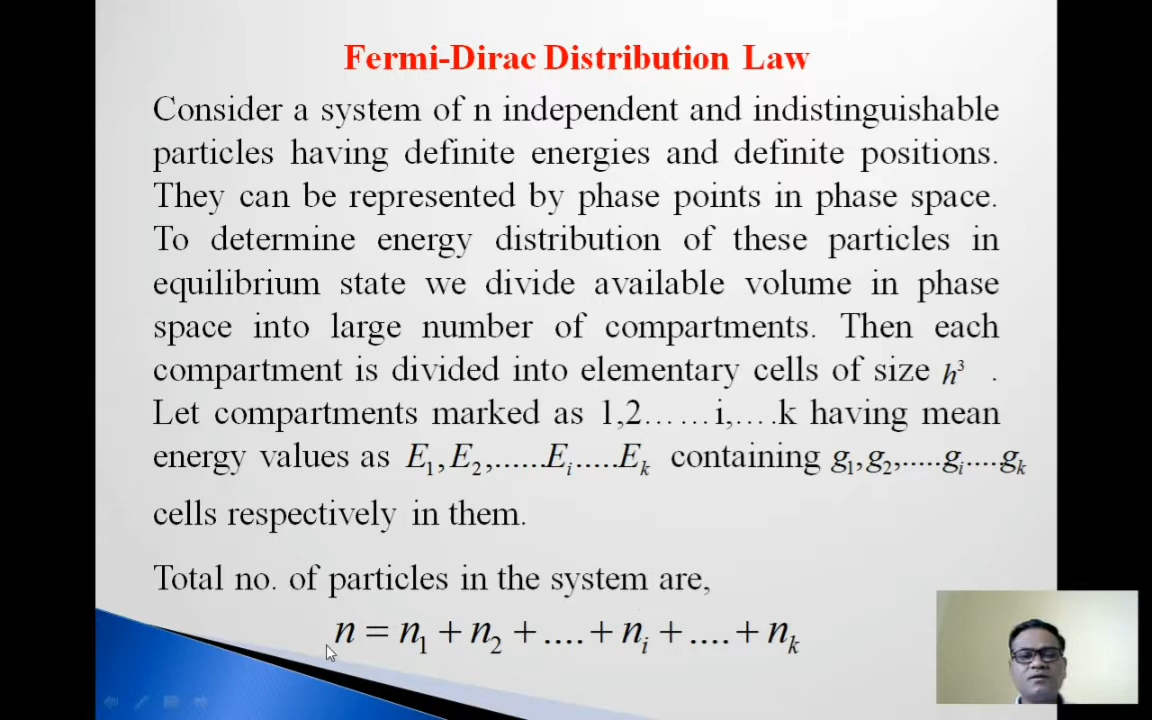 Fermi-Dirac Distribution Law
Consider a system of n independent and indistinguishable
particles having definite energies and definite positions.
They can be represented by phase points in phase space.
To determine energy distribution of these particles in
equilibrium state we divide available volume in phase
space into large number of compartments. Then each
compartment is divided into elementary cells of size h³ .
Let compartments marked as 1,2……i,….k having mean
energy values as E₁,E₂,......Eᵢ.....Eₖ containing g₁,g₂,.....gᵢ....gₖ
cells respectively in them.
Total no. of particles in the system are,
n = n₁ + n₂ + .... + nᵢ + .... + nₖ